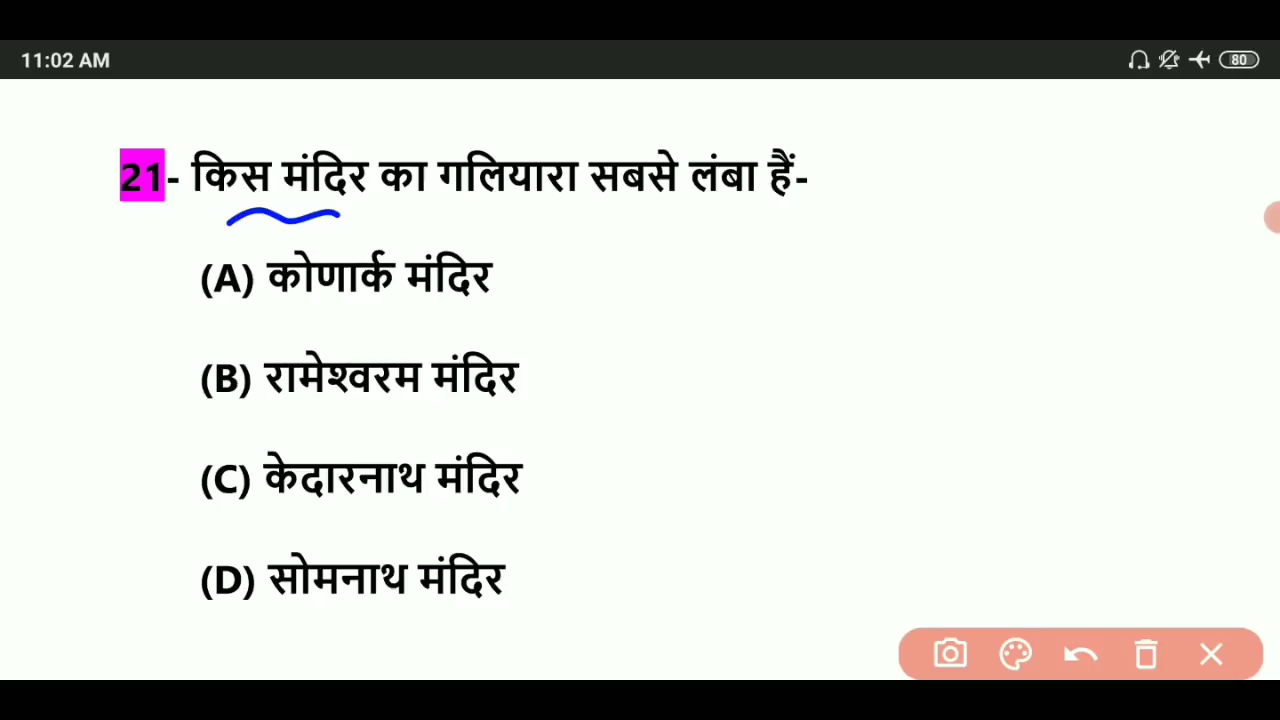 11:02 AM
80
21- किस मंदिर का गलियारा सबसे लंबा हैं-
(A) कोणार्क मंदिर
(B) रामेश्वरम मंदिर
(C) केदारनाथ मंदिर
(D) सोमनाथ मंदिर